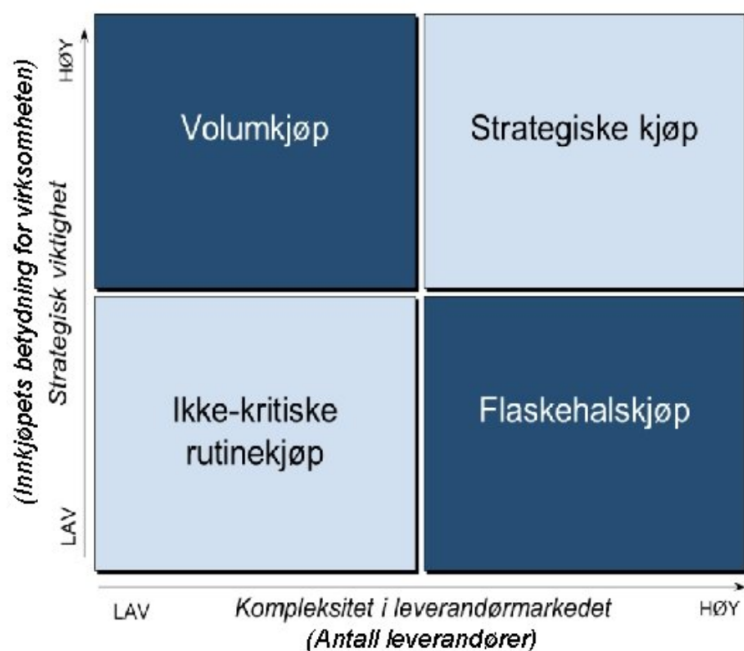 (Innkjøpets betydning for virksomheten)
Strategisk viktighet
HØY
LAV
Volumkjøp
Strategiske kjøp
Ikke-kritiske
rutinekjøp
Flaskehalskjøp
LAV
Kompleksitet i leverandørmarkedet
HØY
(Antall leverandører)